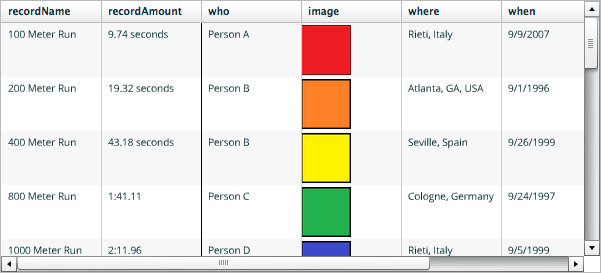 recordName recordAmount who image where when
100 Meter Run 9.74 seconds Person A Rieti, Italy 9/9/2007
200 Meter Run 19.32 seconds Person B Atlanta, GA, USA 9/1/1996
400 Meter Run 43.18 seconds Person B Seville, Spain 9/26/1999
800 Meter Run 1:41.11 Person C Cologne, Germany 9/24/1997
1000 Meter Run 2:11.96 Person D Rieti, Italy 9/5/1999